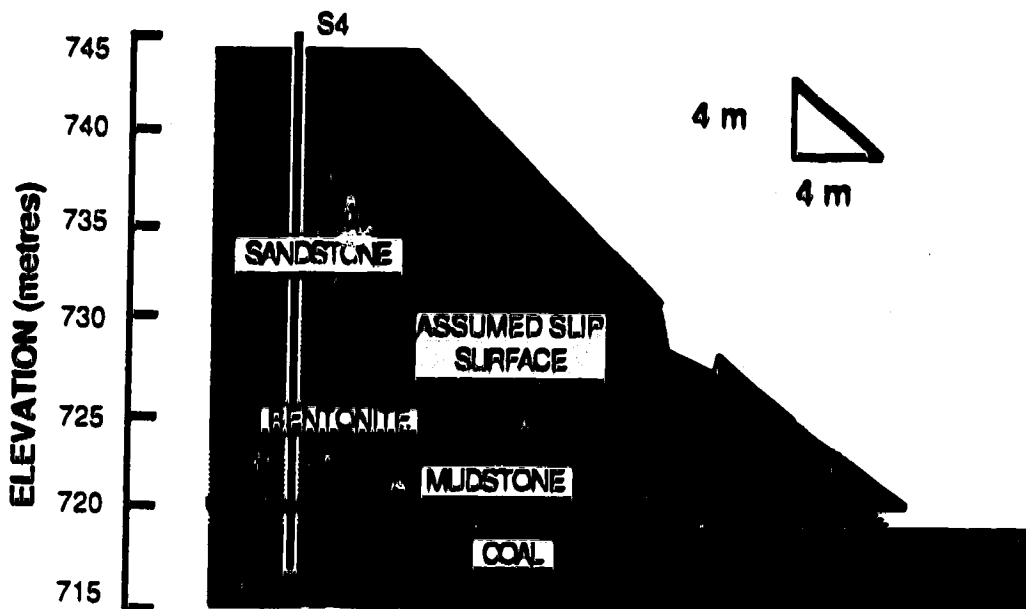 S4
745
740
735
730
725
720
715
ELEVATION (metres)
4 m
4 m
SANDSTONE
ASSUMED SLIP
SURFACE
BENTONITE
MUDSTONE
COAL